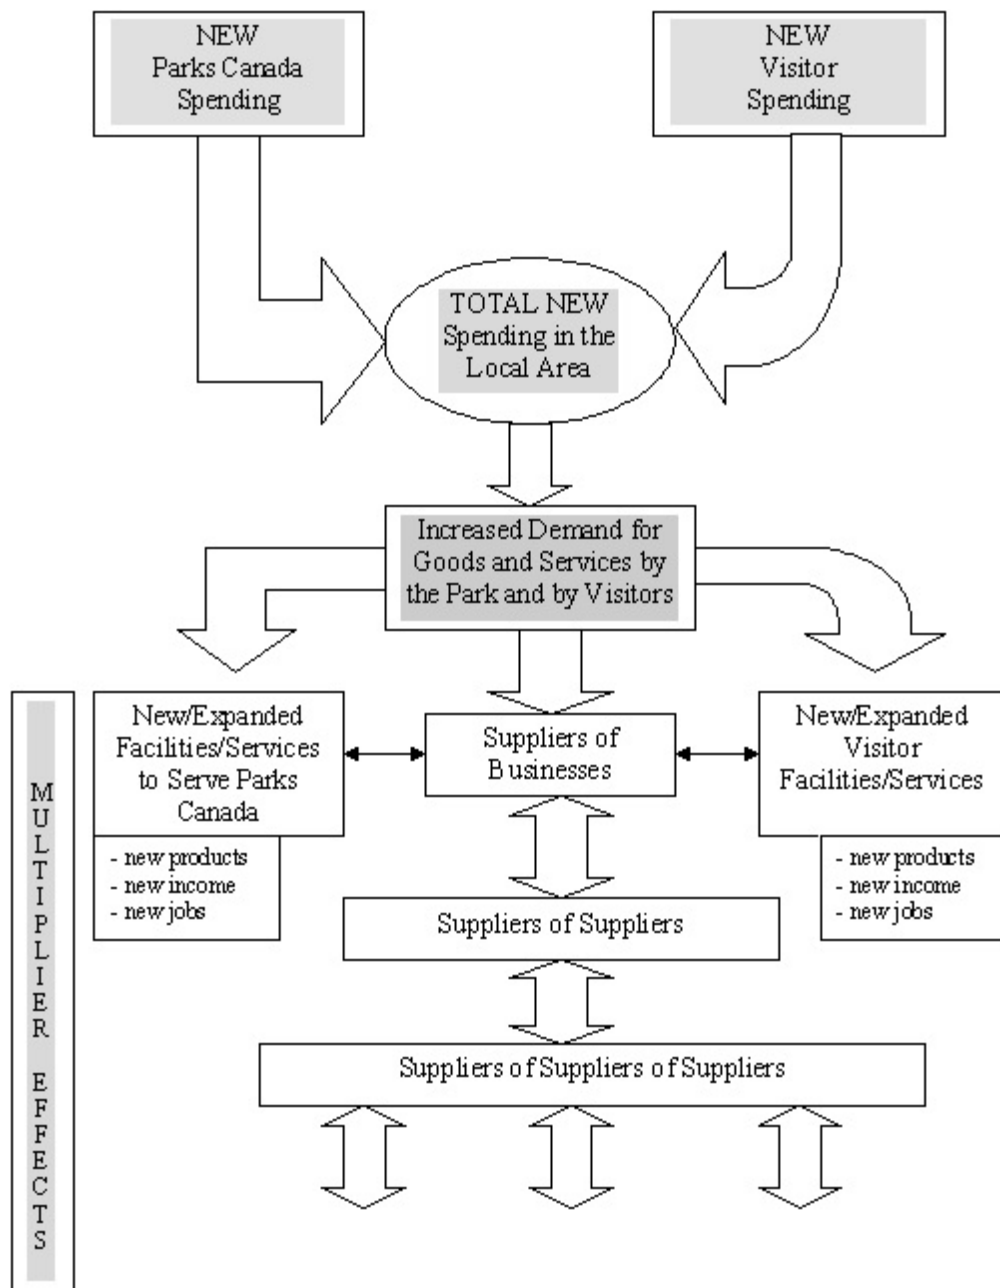 NEW
Parks Canada
Spending
NEW
Visitor
Spending
TOTAL NEW
Spending in the
Local Area
Increased Demand for
Goods and Services by
the Park and by Visitors
New/Expanded
Facilities/Services
to Serve Parks
Canada
- new products
- new income
- new jobs
Suppliers of
Businesses
New/Expanded
Visitor
Facilities/Services
- new products
- new income
- new jobs
Suppliers of Suppliers
Suppliers of Suppliers of Suppliers
MULTIPLIER EFFECTS